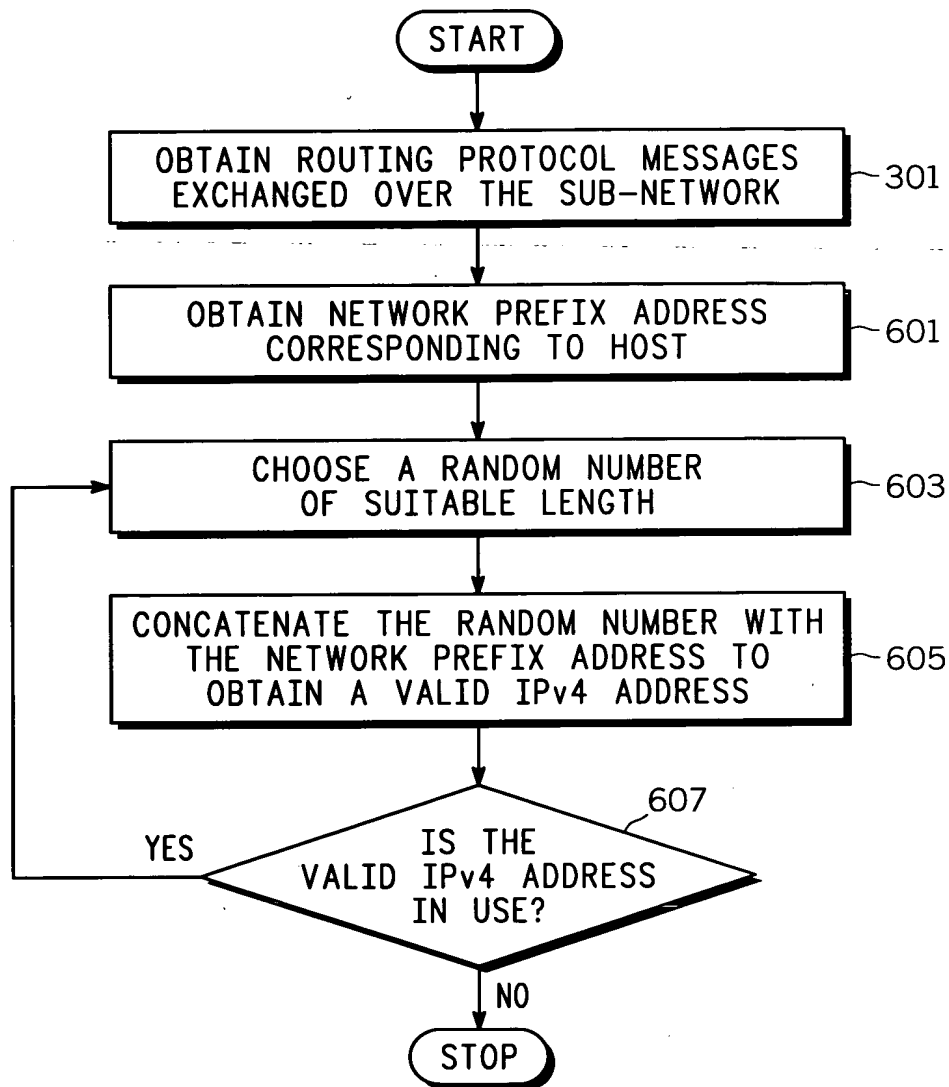 START
OBTAIN ROUTING PROTOCOL MESSAGES
EXCHANGED OVER THE SUB-NETWORK
301
OBTAIN NETWORK PREFIX ADDRESS
CORRESPONDING TO HOST
601
CHOOSE A RANDOM NUMBER
OF SUITABLE LENGTH
603
CONCATENATE THE RANDOM NUMBER WITH
THE NETWORK PREFIX ADDRESS TO
OBTAIN A VALID IPv4 ADDRESS
605
607
YES
IS THE
VALID IPv4 ADDRESS
IN USE?
NO
STOP